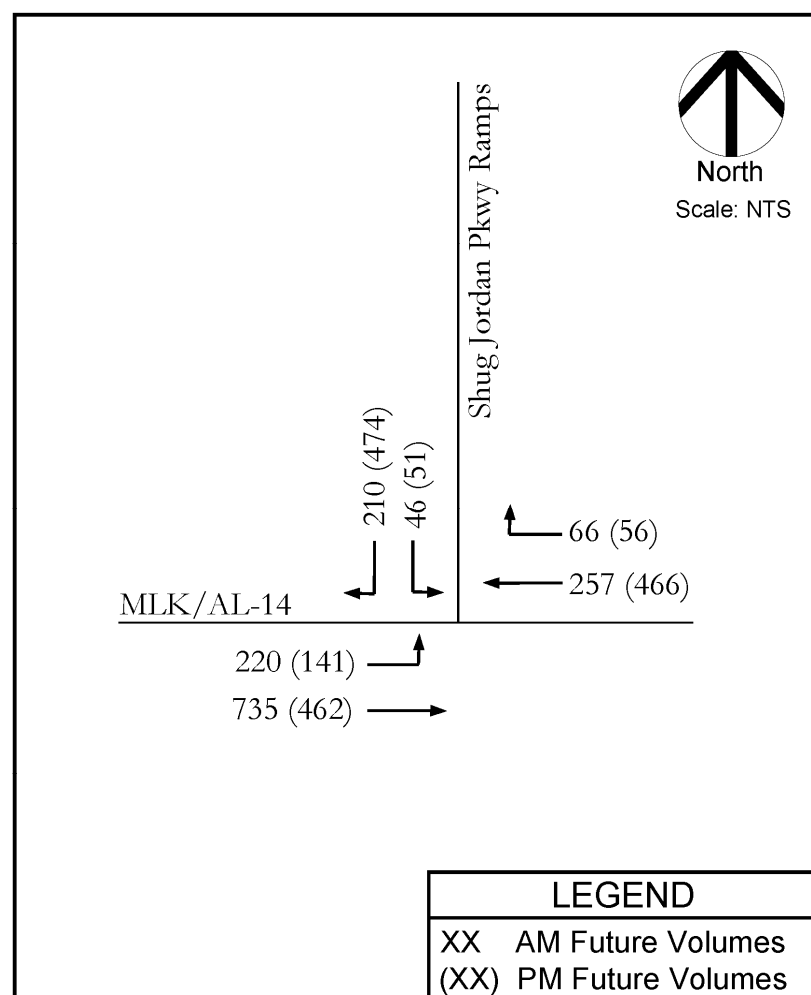 North
Scale: NTS
Shug Jordan Pkwy Ramps
210 (474)
46 (51)
66 (56)
257 (466)
MLK/AL-14
220 (141)
735 (462)
LEGEND
XX AM Future Volumes
(XX) PM Future Volumes